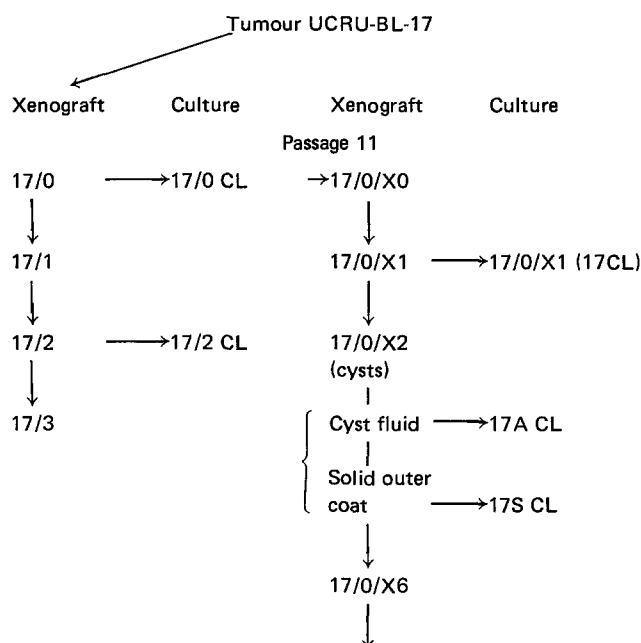 Tumour UCRU-BL-17
Xenograft Culture Xenograft Culture
Passage 11
17/0 17/0 CL 17/0/X0
17/1 17/0/X1 17/0/X1 (17CL)
17/2 17/2 CL 17/0/X2
(cysts)
17/3 Cyst fluid 17A CL
Solid outer
coat 17S CL
17/0/X6